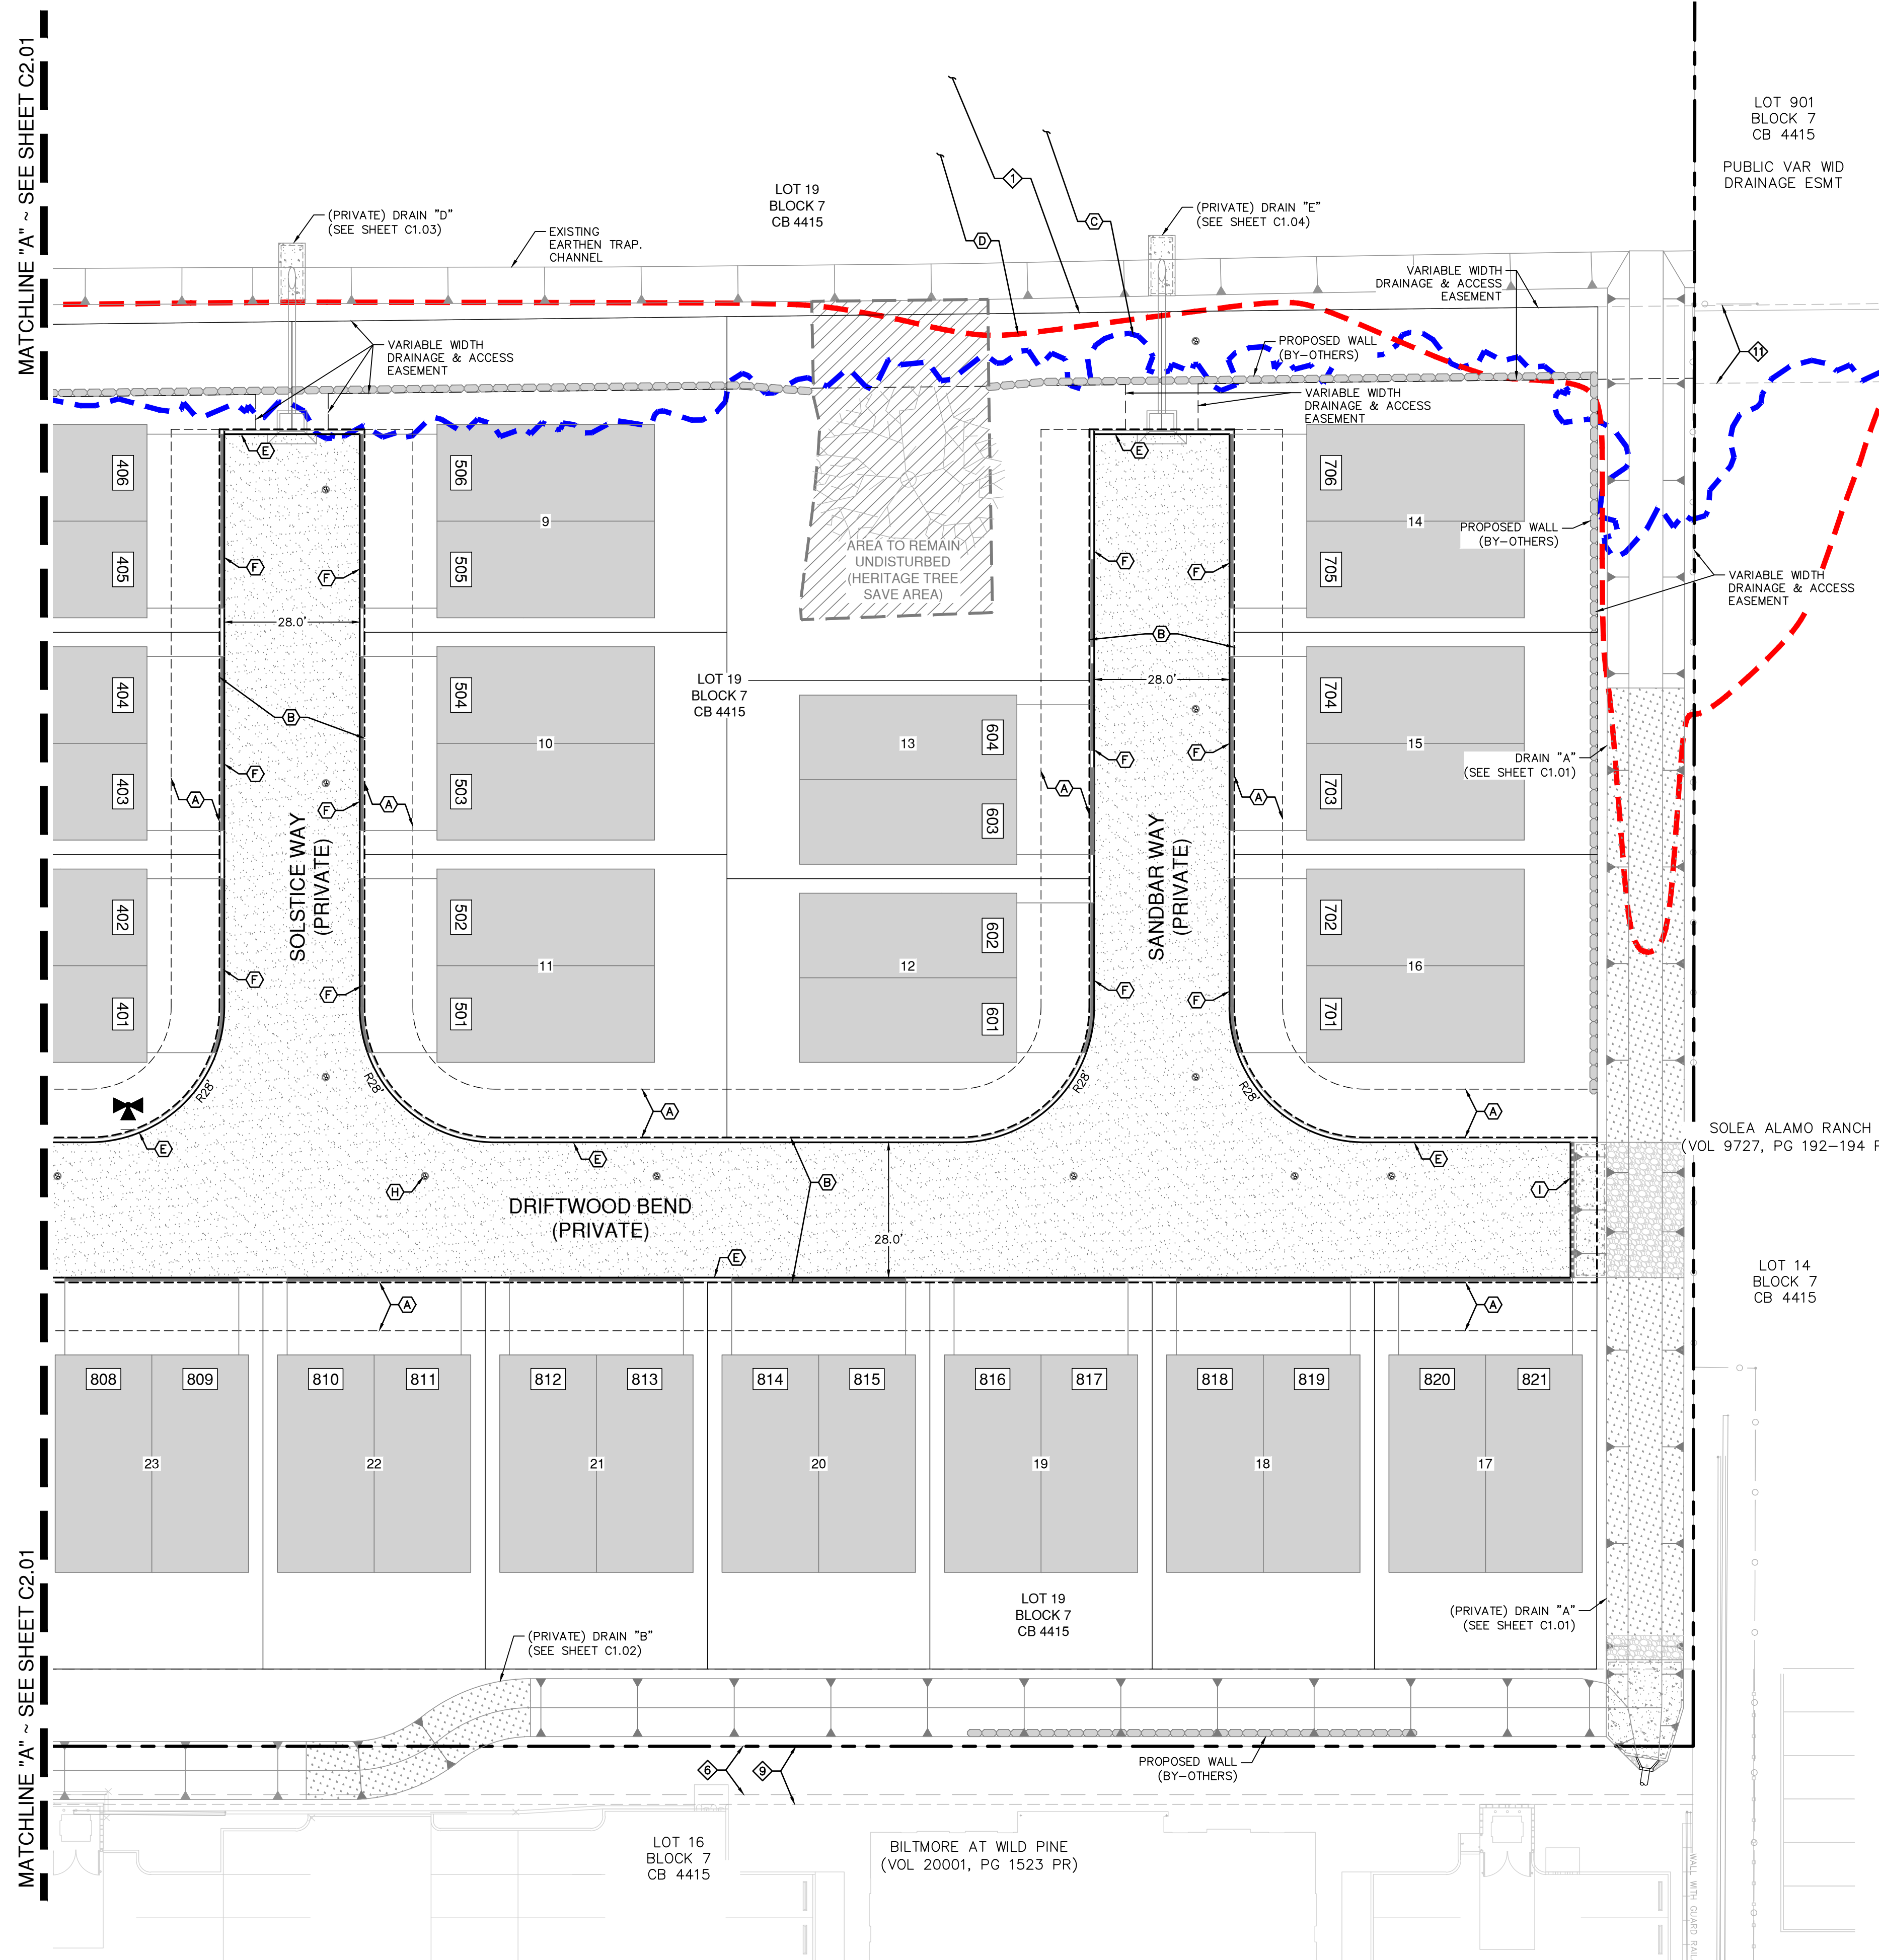 MATCHLINE "A" ~ SEE SHEET C2.01
LOT 901
BLOCK 7
CB 4415
PUBLIC VAR WID
DRAINAGE ESMT
1
C
D
LOT 19
BLOCK 7
CB 4415
(PRIVATE) DRAIN "D"
(SEE SHEET C1.03)
EXISTING
EARTHEN TRAP.
CHANNEL
(PRIVATE) DRAIN "E"
(SEE SHEET C1.04)
VARIABLE WIDTH
DRAINAGE & ACCESS
EASEMENT
VARIABLE WIDTH
DRAINAGE & ACCESS
EASEMENT
PROPOSED WALL
(BY-OTHERS)
11
VARIABLE WIDTH
DRAINAGE & ACCESS
EASEMENT
E
E
406
506
706
9
14
PROPOSED WALL
(BY-OTHERS)
AREA TO REMAIN
UNDISTURBED
(HERITAGE TREE
SAVE AREA)
405
F
F
505
F
F
705
VARIABLE WIDTH
DRAINAGE & ACCESS
EASEMENT
28.0'
B
404
504
LOT 19
BLOCK 7
CB 4415
28.0'
704
B
10
13
604
15
F
F
F
DRAIN "A"
(SEE SHEET C1.01)
403
A
F
A
503
603
A
F
A
703
SOLSTICE WAY
(PRIVATE)
SANDBAR WAY
(PRIVATE)
402
502
602
702
11
12
16
F
F
F
F
401
501
601
701
R28'
R28'
R28'
R28'
A
A
E
E
E
SOLEA ALAMO RANCH
(VOL 9727, PG 192-194
H
B
I
DRIFTWOOD BEND
(PRIVATE)
28.0'
E
LOT 14
BLOCK 7
CB 4415
A
A
808
809
810
811
812
813
814
815
816
817
818
819
820
821
23
22
21
20
19
18
17
MATCHLINE "A" ~ SEE SHEET C2.01
LOT 19
BLOCK 7
CB 4415
(PRIVATE) DRAIN "A"
(SEE SHEET C1.01)
(PRIVATE) DRAIN "B"
(SEE SHEET C1.02)
6
9
PROPOSED WALL
(BY-OTHERS)
LOT 16
BLOCK 7
CB 4415
BILTMORE AT WILD PINE
(VOL 20001, PG 1523 PR)
WALL WITH GUARD RAIL